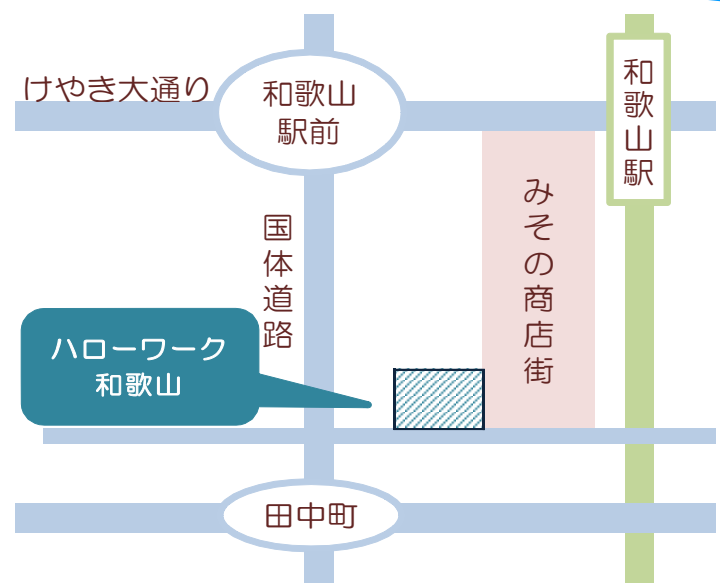 けやき大通り
和歌山
駅前
和歌山駅
みその商店街
国体道路
ハローワーク
和歌山
田中町